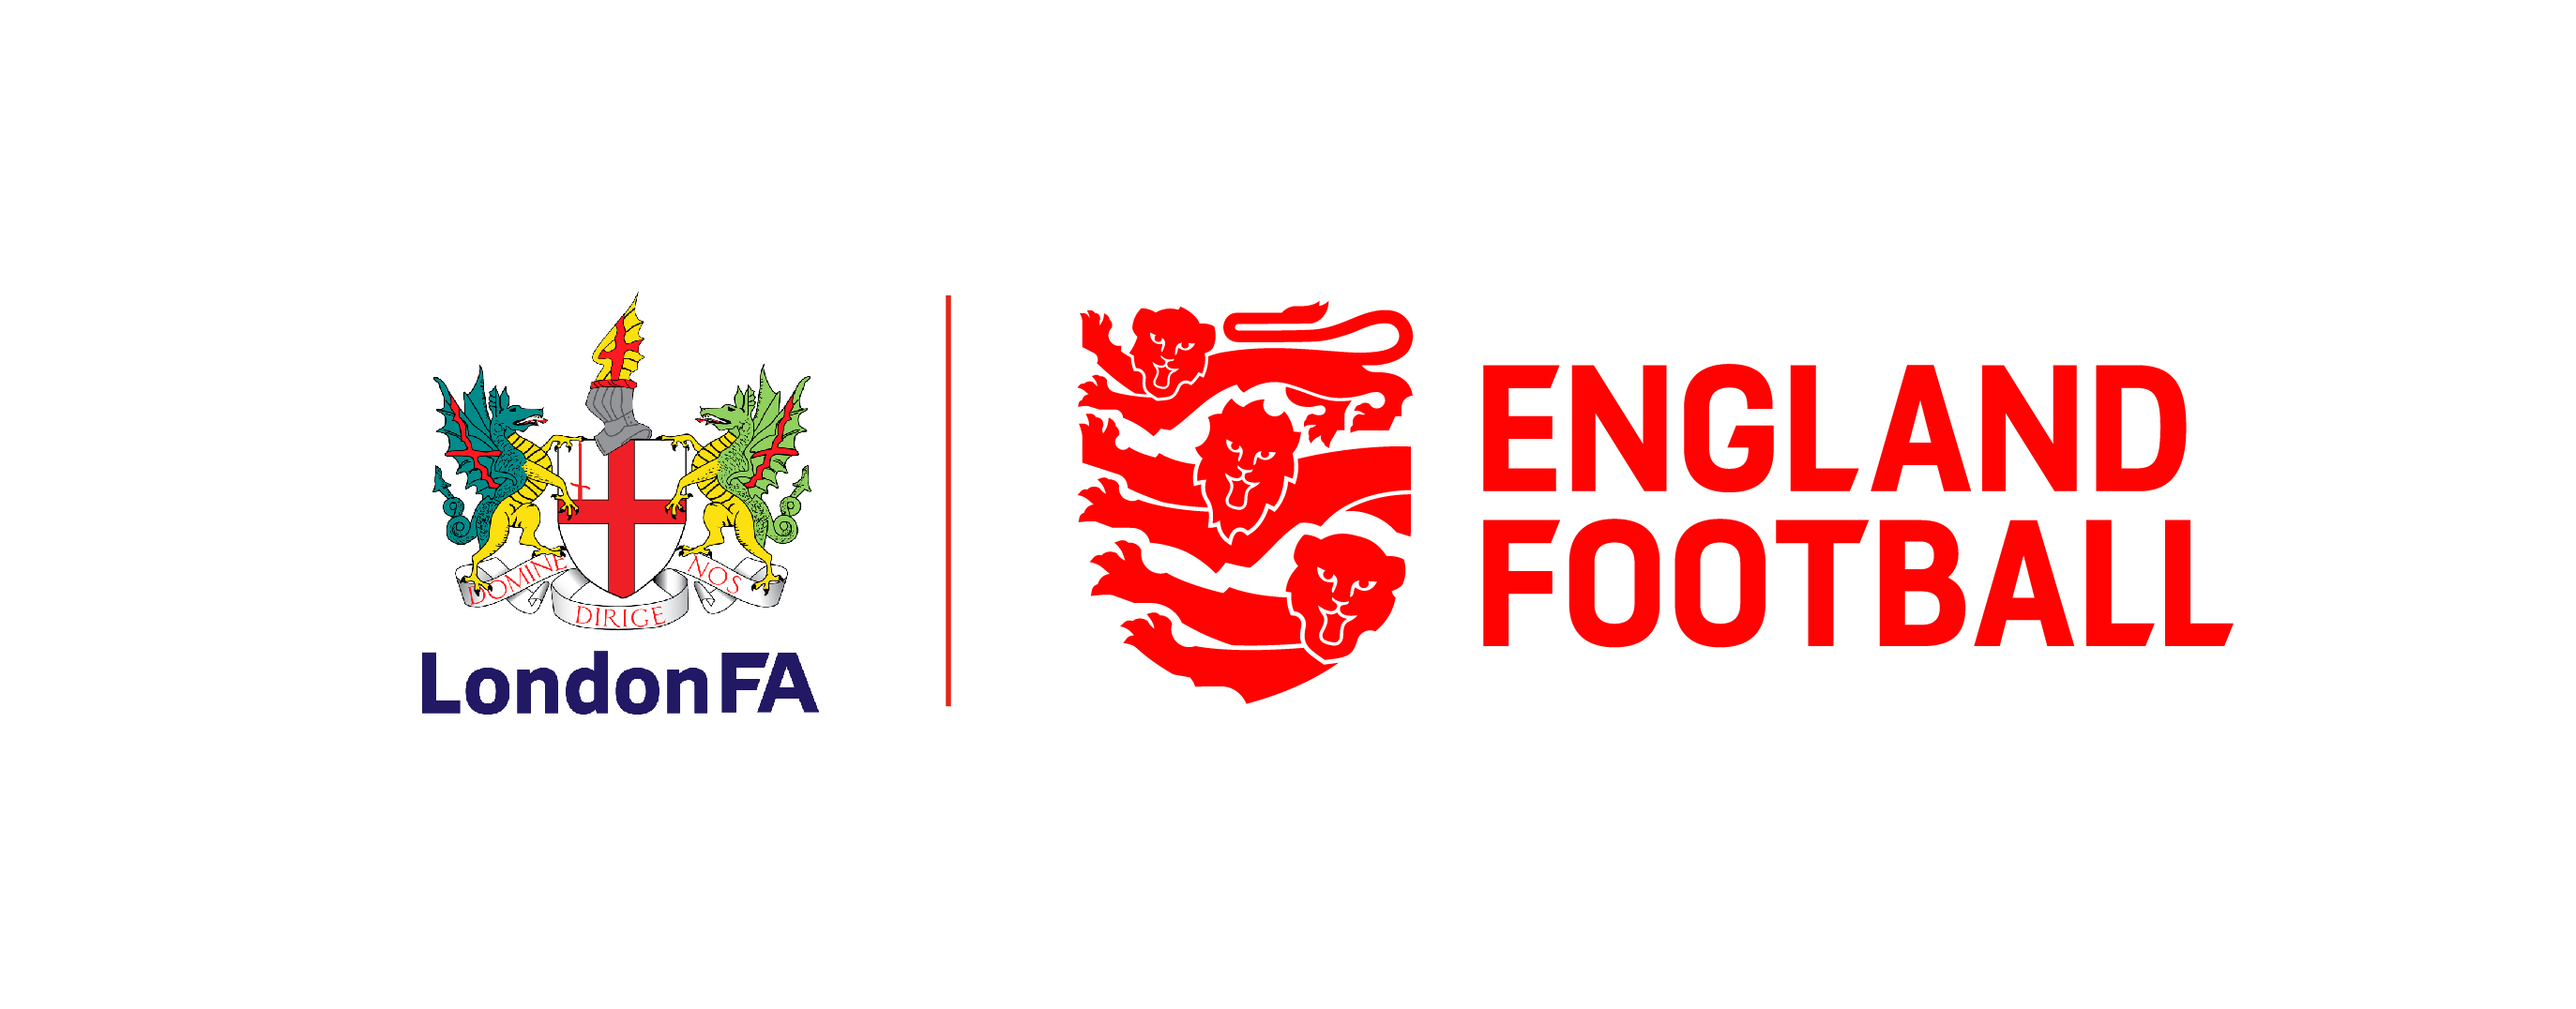 DOMINE DIRIGE NOS
LondonFA
ENGLAND
FOOTBALL